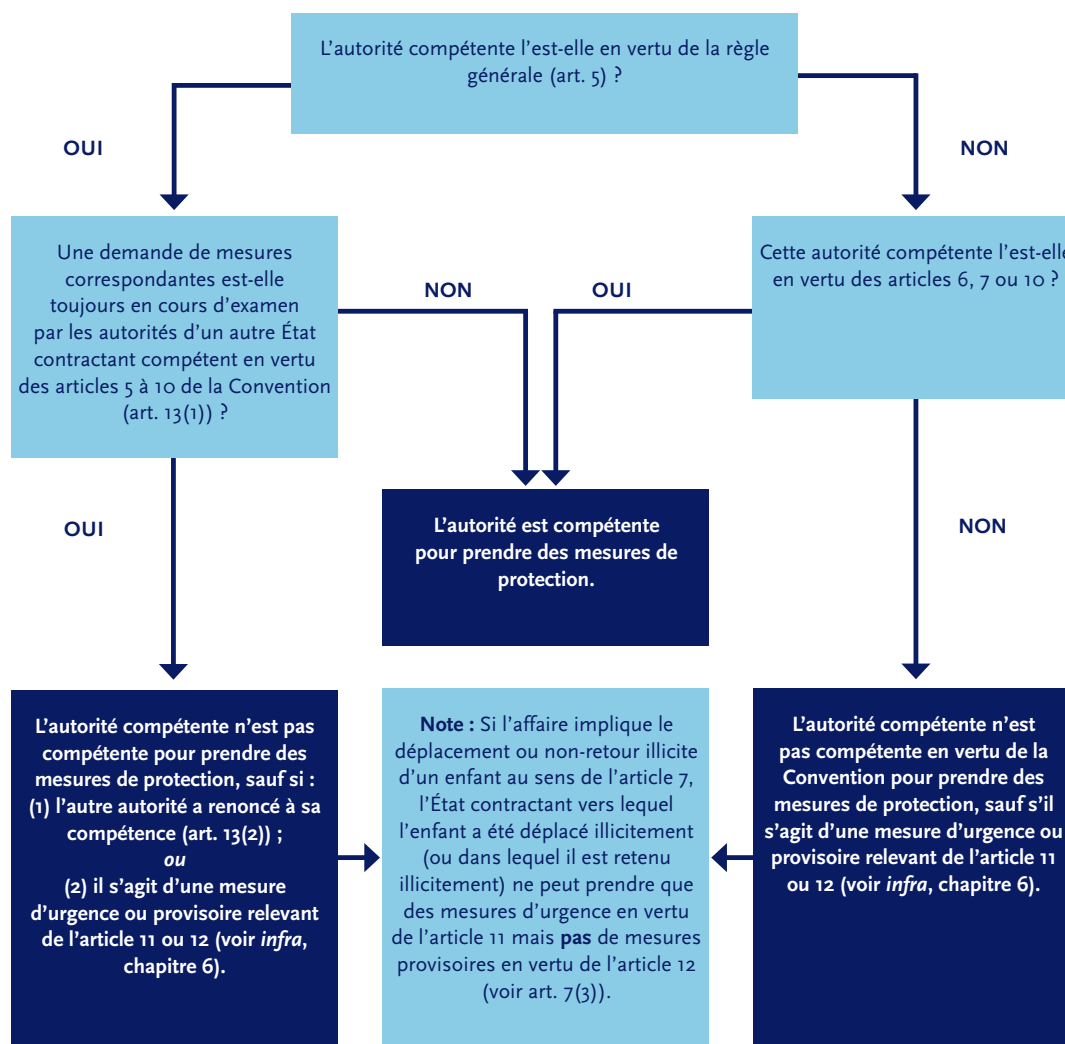 L'autorité compétente l'est-elle en vertu de la règle
générale (art. 5) ?
OUI
NON
Une demande de mesures
correspondantes est-elle
toujours en cours d'examen
par les autorités d'un autre État
contractant compétent en vertu
des articles 5 à 10 de la Convention
(art. 13(1)) ?
NON
OUI
Cette autorité compétente l'est-elle
en vertu des articles 6, 7 ou 10 ?
OUI
L'autorité est compétente
pour prendre des mesures de
protection.
NON
L'autorité compétente n'est pas
compétente pour prendre des
mesures de protection, sauf si :
(1) l'autre autorité a renoncé à sa
compétence (art. 13(2)) ;
ou
(2) il s'agit d'une mesure
d'urgence ou provisoire relevant
de l'article 11 ou 12 (voir infra,
chapitre 6).
Note : Si l'affaire implique le
déplacement ou non-retour illicite
d'un enfant au sens de l'article 7,
l'État contractant vers lequel
l'enfant a été déplacé illicitement
(ou dans lequel il est retenu
illicitement) ne peut prendre que
des mesures d'urgence en vertu
de l'article 11 mais pas de mesures
provisoires en vertu de l'article 12
(voir art. 7(3)).
L'autorité compétente n'est
pas compétente en vertu de la
Convention pour prendre des
mesures de protection, sauf s'il
s'agit d'une mesure d'urgence ou
provisoire relevant de l'article 11
ou 12 (voir infra, chapitre 6).